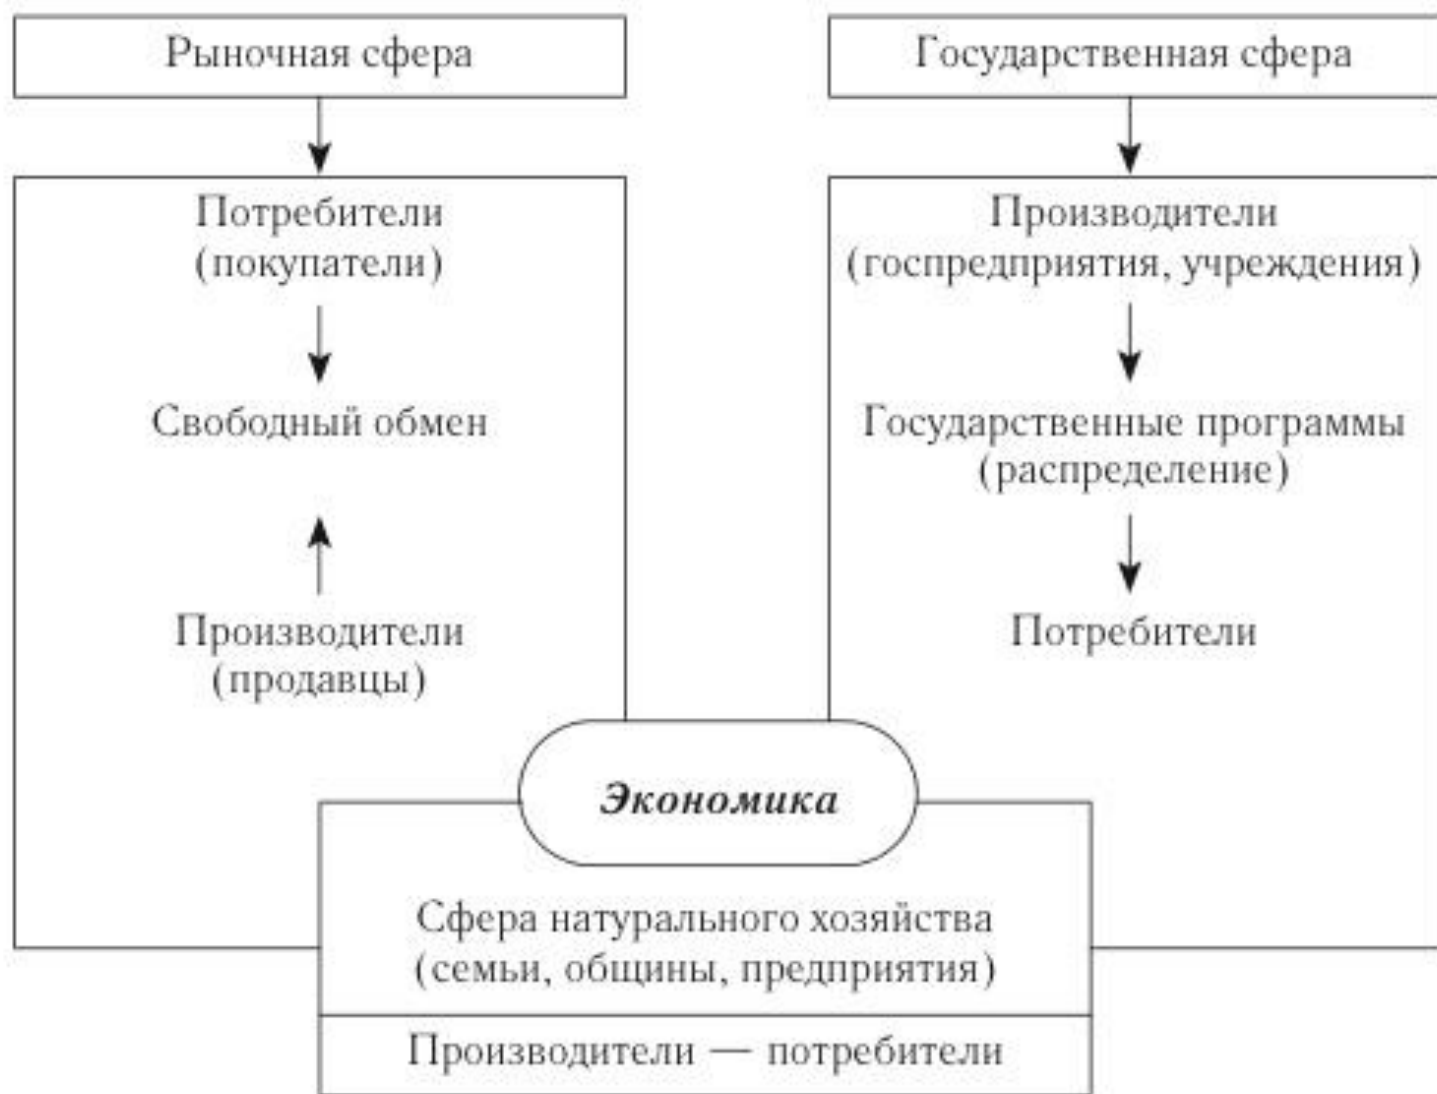 Рыночная сфера
Потребители
(покупатели)
Свободный обмен
Производители
(продавцы)
Государственная сфера
Производители
(госпредприятия, учреждения)
Государственные программы
(распределение)
Потребители
Экономика
Сфера натурального хозяйства
(семьи, общины, предприятия)
Производители — потребители